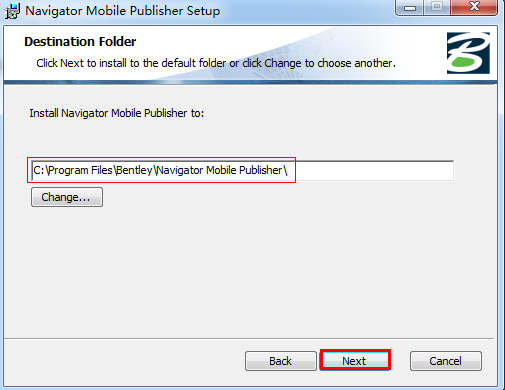 Navigator Mobile Publisher Setup
Destination Folder
Click Next to install to the default folder or click Change to choose another.
Install Navigator Mobile Publisher to:
C:\Program Files\Bentley\Navigator Mobile Publisher\
Change...
Back Next Cancel